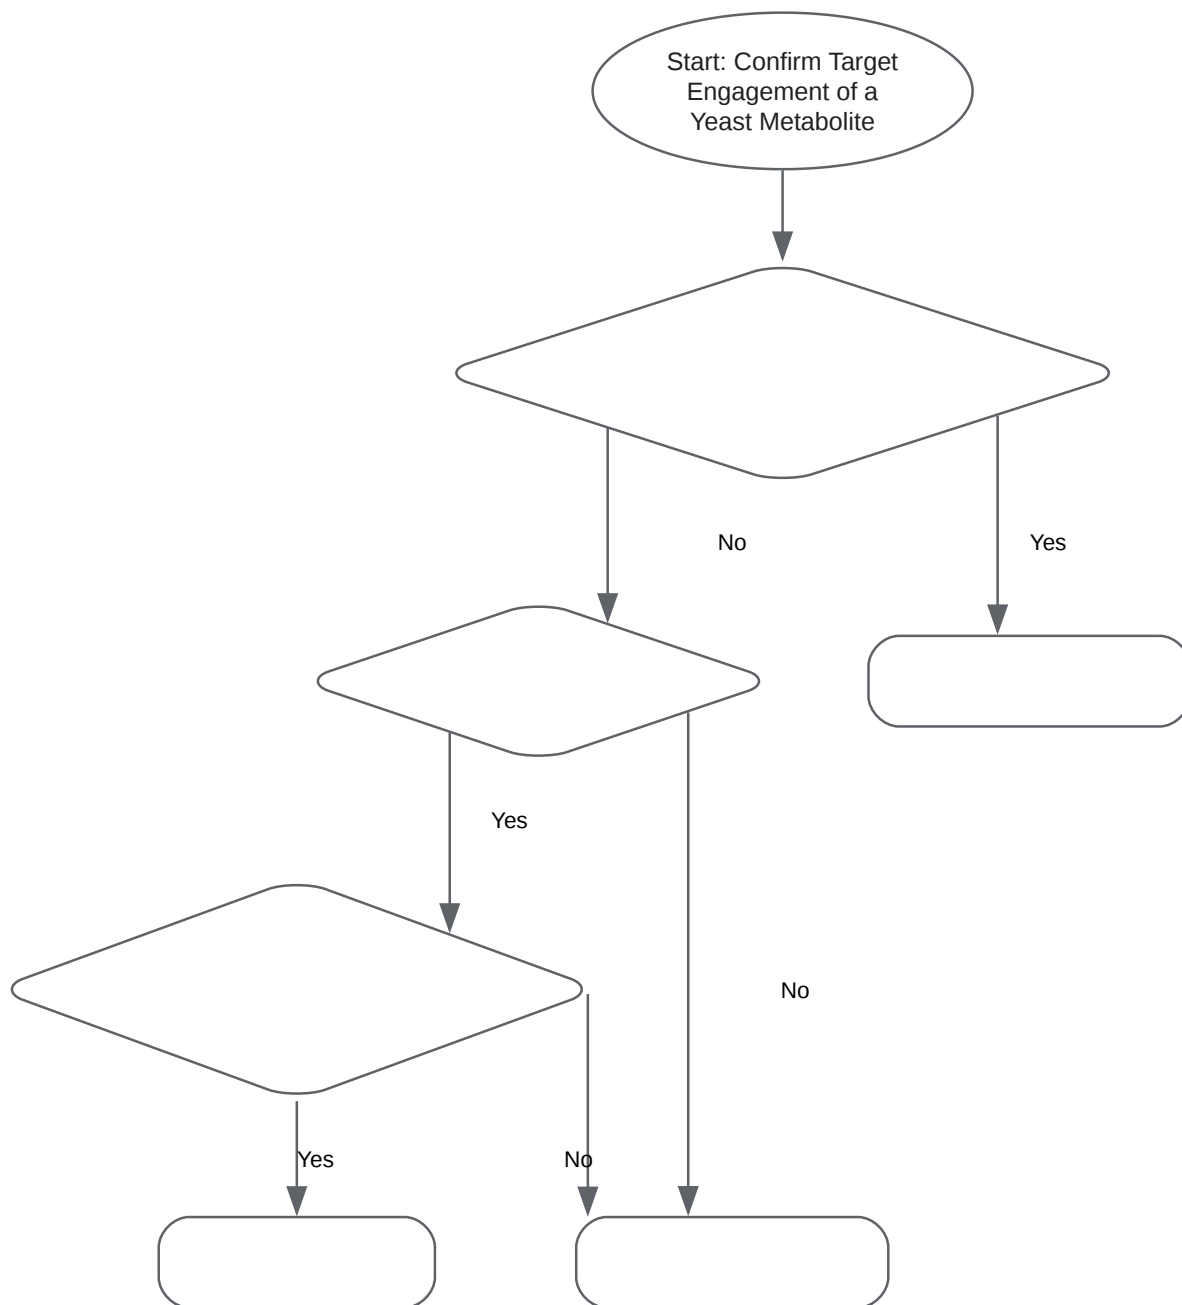 Start: Confirm Target
Engagement of a
Yeast Metabolite
No
Yes
Yes
No
Yes
No